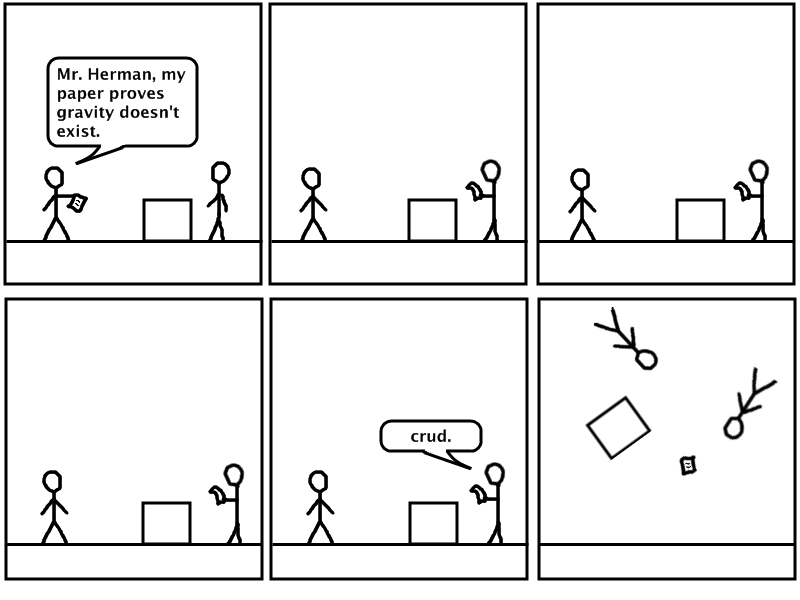 Mr. Herman, my
paper proves
gravity doesn't
exist.
crud.